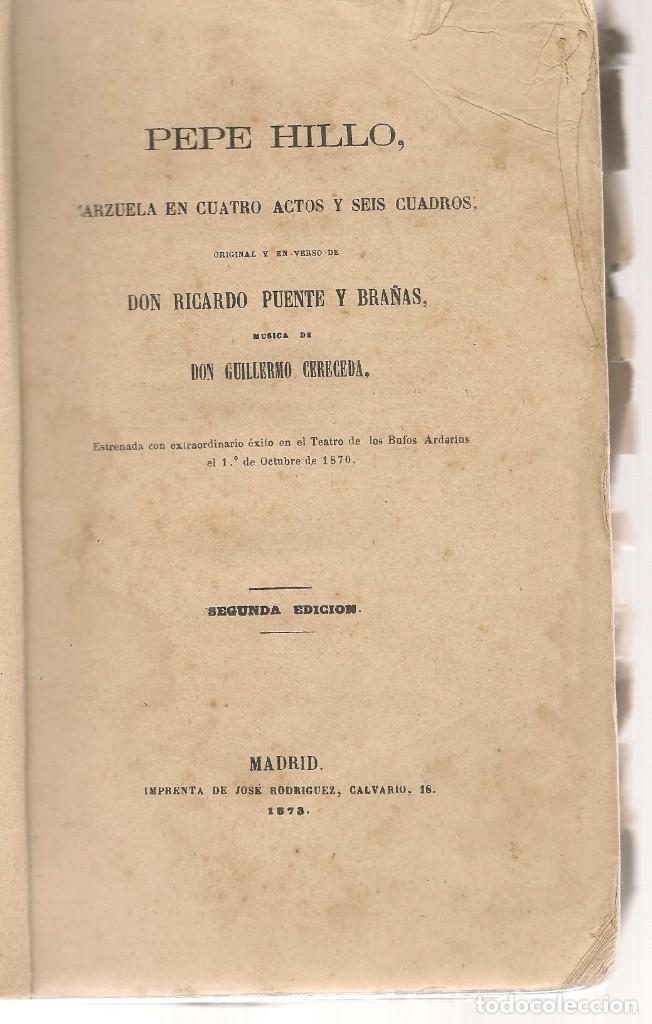 PEPE HILLO,
ARZUELA EN CUATRO ACTOS Y SEIS CUADROS.
ORIGINAL Y EN VERSO DE
DON RICARDO PUENTE Y BRAÑAS,
MUSICA DE
DON GUILLERMO CERECEDA.
Estrenada con extraordinario éxito en el Teatro de los Bufos Arderius
el 1.º de Octubre de 1870.
SEGUNDA EDICION.
MADRID.
IMPRENTA DE JOSÉ RODRIGUEZ, CALVARIO, 18.
1873.
todocoleccion